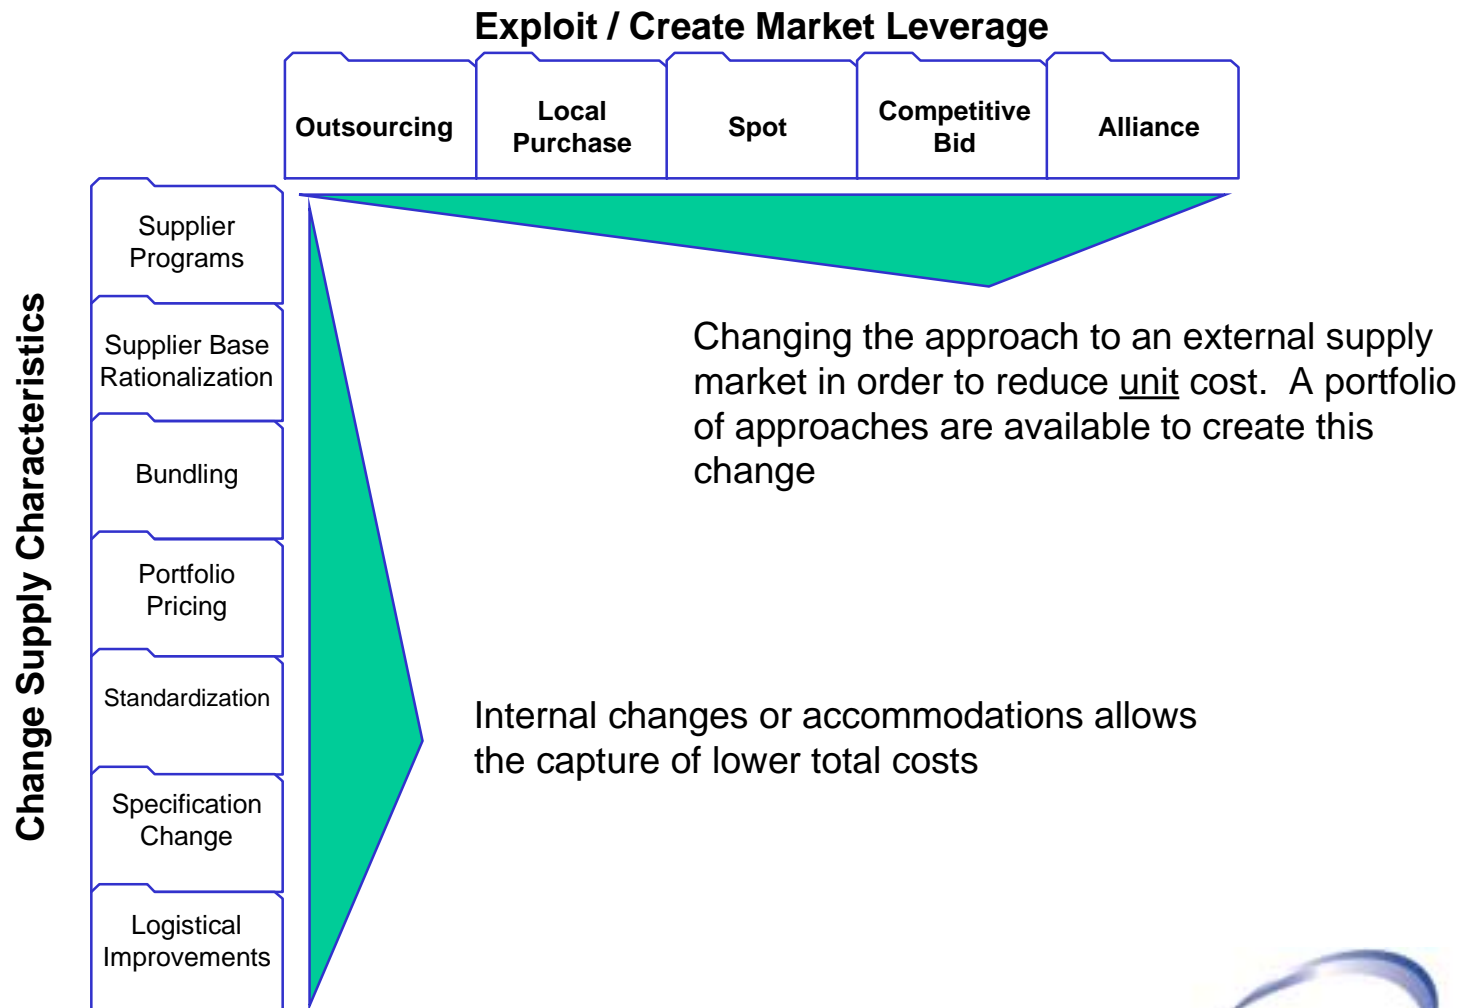 Exploit / Create Market Leverage
Outsourcing
Local
Purchase
Spot
Competitive
Bid
Alliance
Change Supply Characteristics
Supplier
Programs
Supplier Base
Rationalization
Bundling
Portfolio
Pricing
Standardization
Specification
Change
Logistical
Improvements
Changing the approach to an external supply
market in order to reduce unit cost.  A portfolio
of approaches are available to create this
change
Internal changes or accommodations allows
the capture of lower total costs